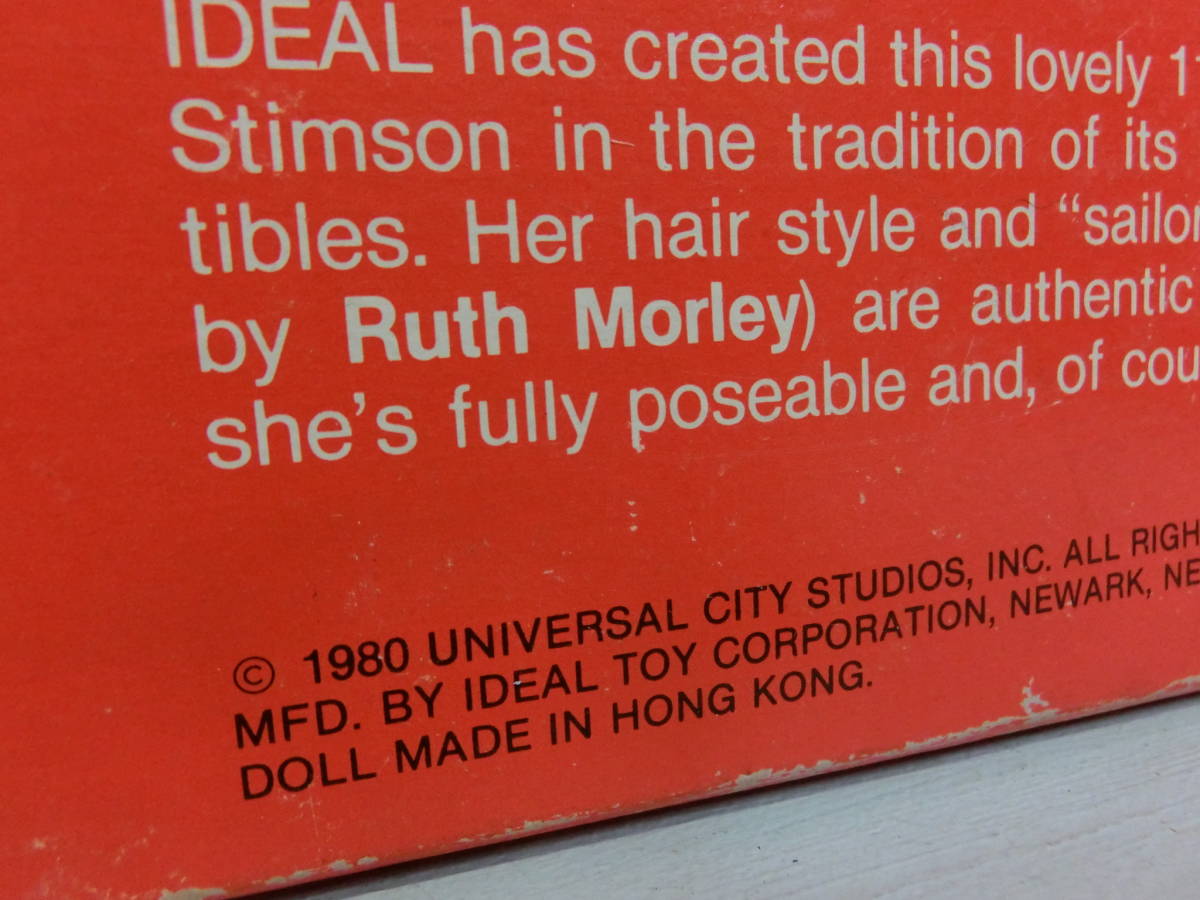 IDEAL has created this lovely 1
Stimson in the tradition of its
tibles. Her hair style and “sailor
by Ruth Morley) are authentic
she’s fully poseable and, of cou
© 1980 UNIVERSAL CITY STUDIOS, INC. ALL RIGH
MFD. BY IDEAL TOY CORPORATION, NEWARK, NE
DOLL MADE IN HONG KONG.